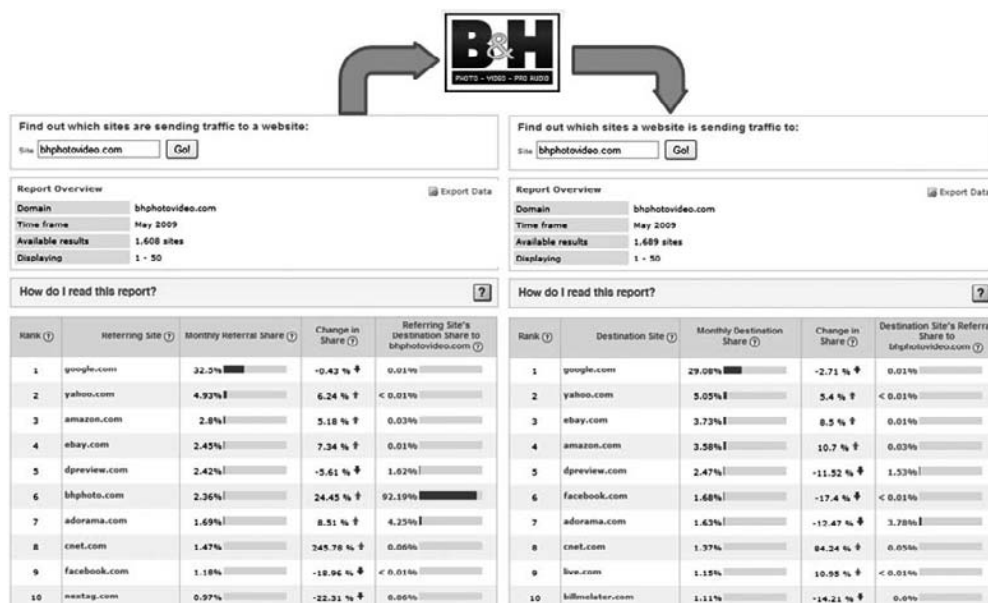 B&H
PHOTO - VIDEO - PRO AUDIO
Find out which sites are sending traffic to a website:
Site bhphotovideo.com Go!
Report Overview Export Data
Domain bhphotovideo.com
Time frame May 2009
Available results 1,608 sites
Displaying 1 - 50
How do I read this report? ?
Rank (?) Referring Site (?) Monthly Referral Share (?) Change in Share (?) Referring Site's Destination Share to bhphotovideo.com (?)
1 google.com 32.5% -0.43 % 0.01%
2 yahoo.com 4.93% 6.24 % < 0.01%
3 amazon.com 2.8% 5.18 % 0.03%
4 ebay.com 2.45% 7.34 % 0.01%
5 dpreview.com 2.42% -5.61 % 1.62%
6 bhphoto.com 2.36% 24.45 % 92.19%
7 adorama.com 1.69% 8.51 % 4.25%
8 cnet.com 1.47% 245.78 % 0.06%
9 facebook.com 1.18% -18.96 % < 0.01%
10 nextag.com 0.97% -22.31 % 0.06%
Find out which sites a website is sending traffic to:
Site bhphotovideo.com Go!
Report Overview Export Data
Domain bhphotovideo.com
Time frame May 2009
Available results 1,689 sites
Displaying 1 - 50
How do I read this report? ?
Rank (?) Destination Site (?) Monthly Destination Share (?) Change in Share (?) Destination Site's Referral Share to bhphotovideo.com (?)
1 google.com 29.08% -2.71 % 0.01%
2 yahoo.com 5.05% 5.4 % < 0.01%
3 ebay.com 3.73% 8.5 % 0.01%
4 amazon.com 3.58% 10.7 % 0.03%
5 dpreview.com 2.47% -11.52 % 1.53%
6 facebook.com 1.68% -17.4 % < 0.01%
7 adorama.com 1.63% -12.47 % 3.78%
8 cnet.com 1.37% 84.24 % 0.05%
9 live.com 1.15% 10.95 % < 0.01%
10 billmelater.com 1.11% -14.21 % 0.6%